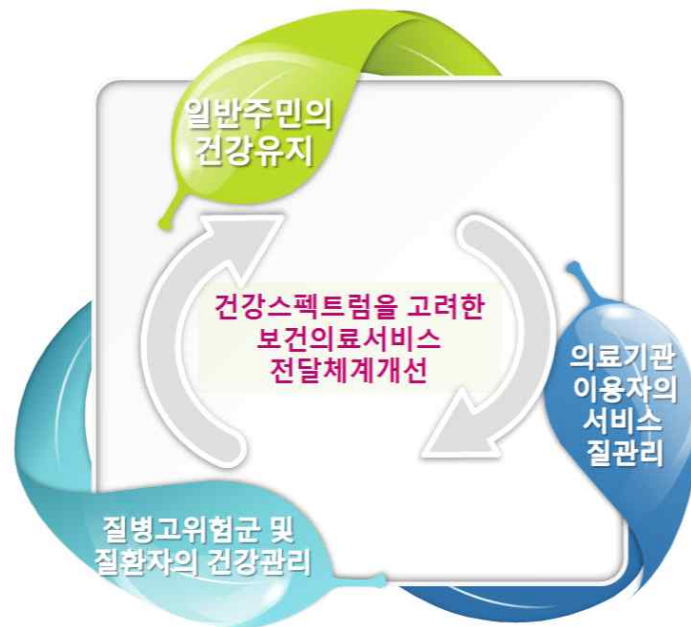 일반주민의
건강유지
건강스펙트럼을 고려한
보건의료서비스
전달체계개선
의료기관
이용자의
서비스
질관리
질병고위험군 및
질환자의 건강관리